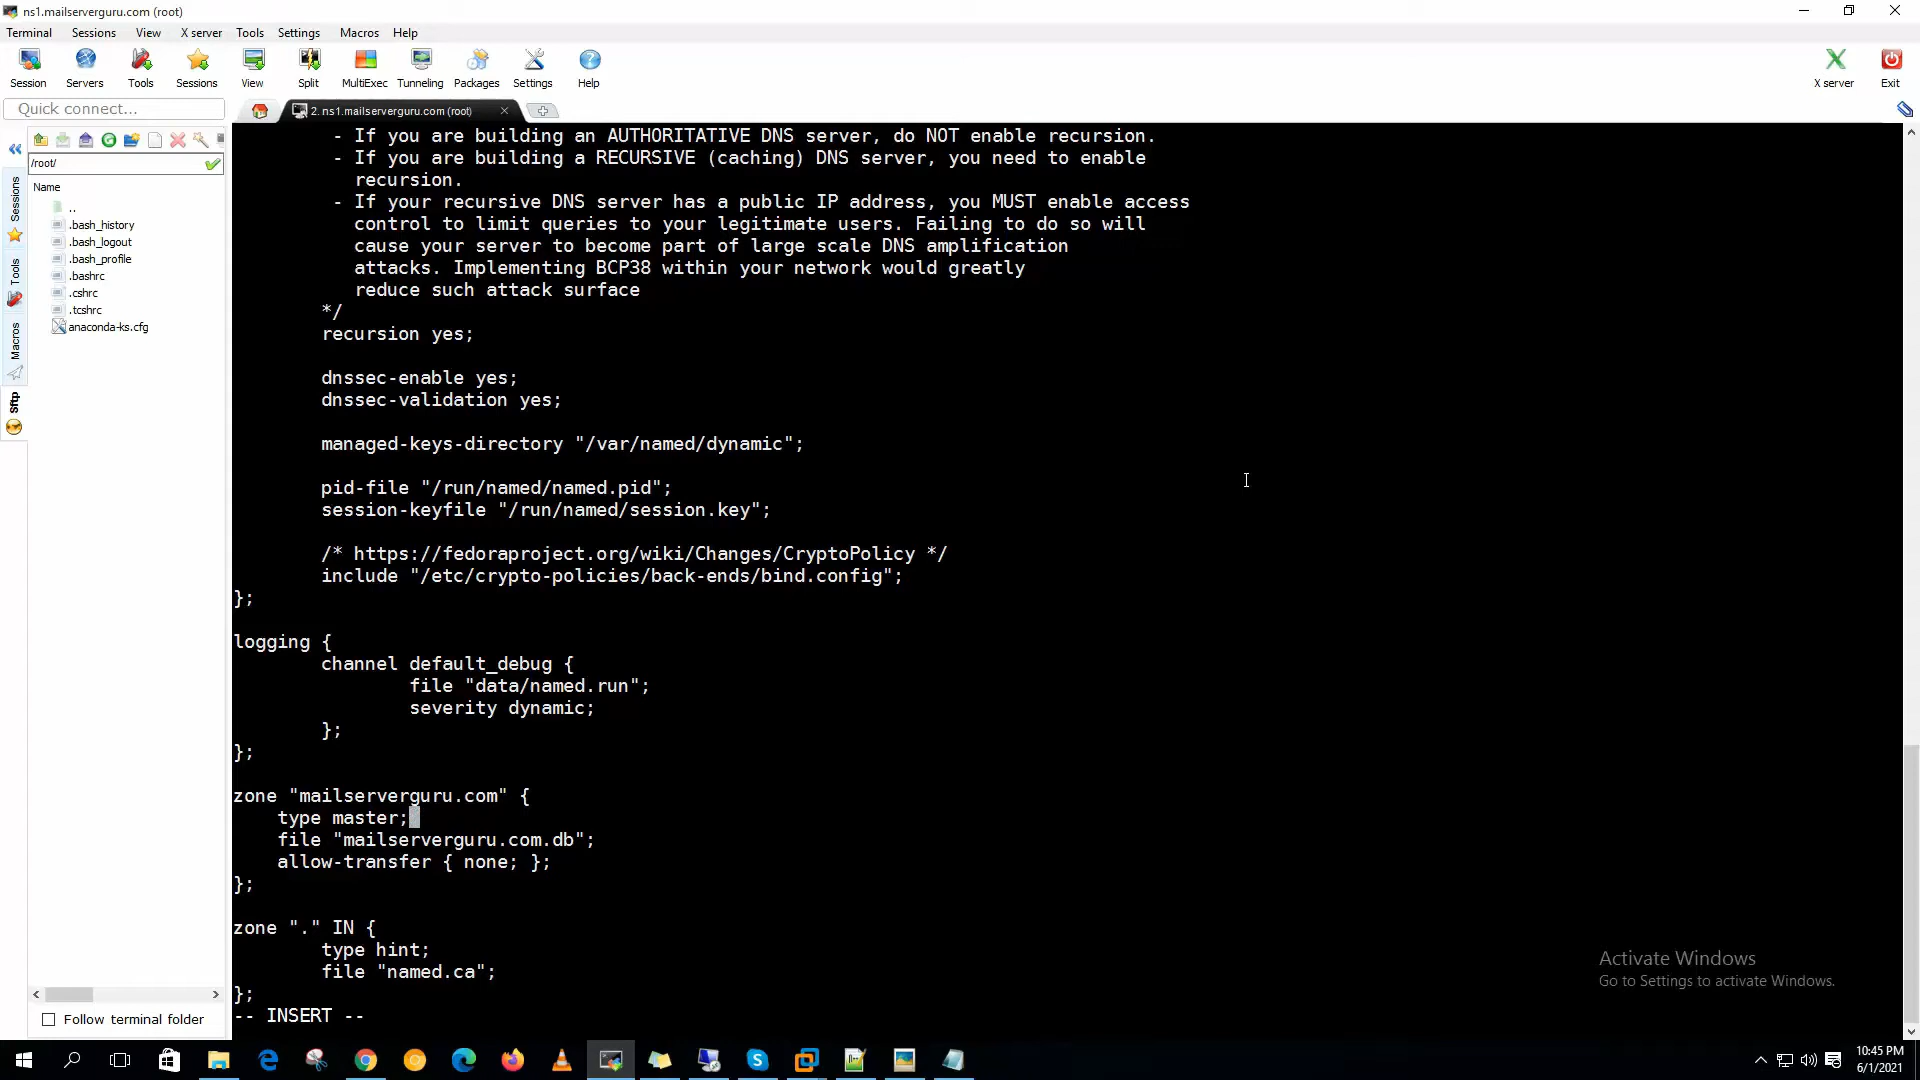 ns1.mailserverguru.com (root)
Terminal Sessions View X server Tools Settings Macros Help
Session Servers Tools Sessions View Split MultiExec Tunneling Packages Settings Help X server Exit
Quick connect...
2. ns1.mailserverguru.com (root)
/root/
Name
..
.bash_history
.bash_logout
.bash_profile
.bashrc
.cshrc
.tcshrc
anaconda-ks.cfg
Sessions
Tools
Macros
Sftp
Follow terminal folder
- If you are building an AUTHORITATIVE DNS server, do NOT enable recursion.
- If you are building a RECURSIVE (caching) DNS server, you need to enable
recursion.
- If your recursive DNS server has a public IP address, you MUST enable access
control to limit queries to your legitimate users. Failing to do so will
cause your server to become part of large scale DNS amplification
attacks. Implementing BCP38 within your network would greatly
reduce such attack surface
*/
recursion yes;
dnssec-enable yes;
dnssec-validation yes;
managed-keys-directory "/var/named/dynamic";
pid-file "/run/named/named.pid";
session-keyfile "/run/named/session.key";
/* https://fedoraproject.org/wiki/Changes/CryptoPolicy */
include "/etc/crypto-policies/back-ends/bind.config";
};
logging {
channel default_debug {
file "data/named.run";
severity dynamic;
};
};
zone "mailserverguru.com" {
type master;
file "mailserverguru.com.db";
allow-transfer { none; };
};
zone "." IN {
type hint;
file "named.ca";
};
-- INSERT --
Activate Windows
Go to Settings to activate Windows.
10:45 PM
6/1/2021